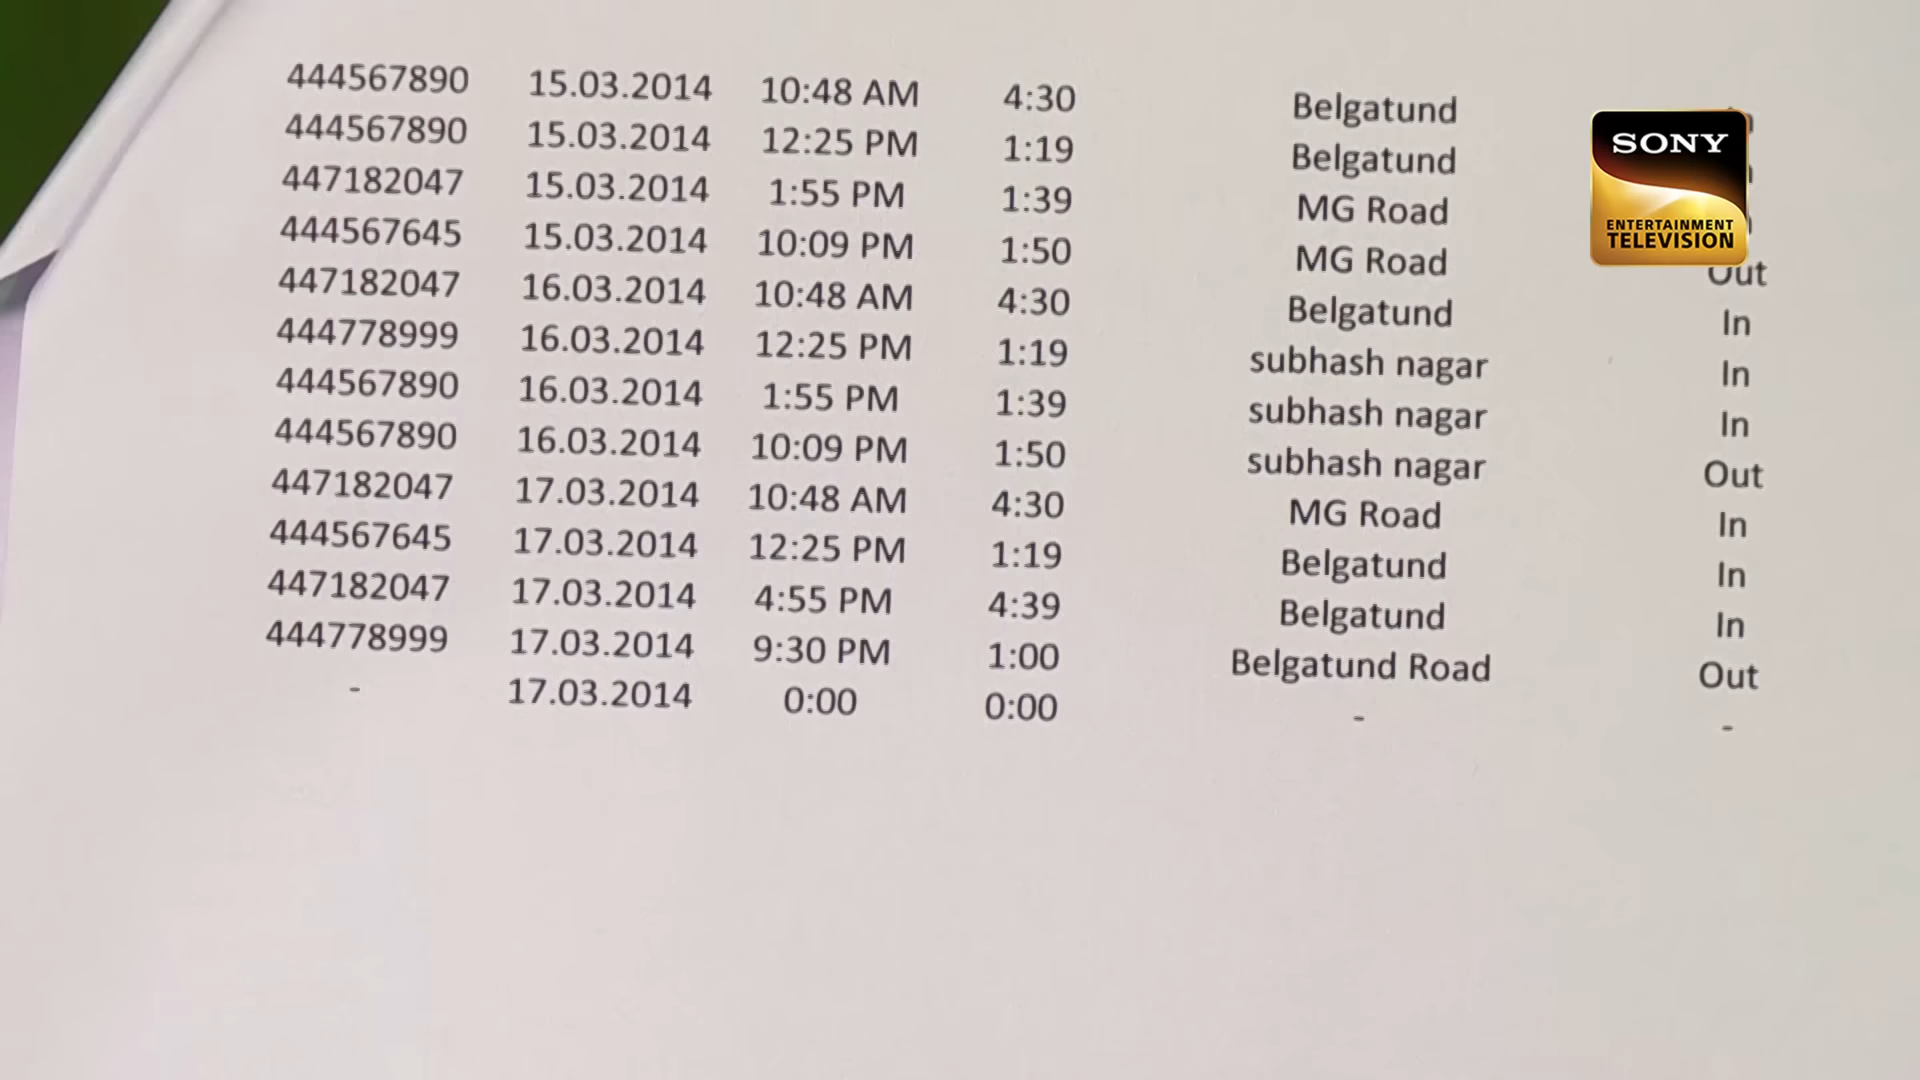 444567890 15.03.2014 10:48 AM 4:30 Belgatund
444567890 15.03.2014 12:25 PM 1:19 Belgatund
447182047 15.03.2014 1:55 PM 1:39 MG Road
444567645 15.03.2014 10:09 PM 1:50 MG Road Out
447182047 16.03.2014 10:48 AM 4:30 Belgatund In
444778999 16.03.2014 12:25 PM 1:19 subhash nagar In
444567890 16.03.2014 1:55 PM 1:39 subhash nagar In
444567890 16.03.2014 10:09 PM 1:50 subhash nagar Out
447182047 17.03.2014 10:48 AM 4:30 MG Road In
444567645 17.03.2014 12:25 PM 1:19 Belgatund In
447182047 17.03.2014 4:55 PM 4:39 Belgatund In
444778999 17.03.2014 9:30 PM 1:00 Belgatund Road Out
- 17.03.2014 0:00 0:00 - -
SONY
ENTERTAINMENT
TELEVISION